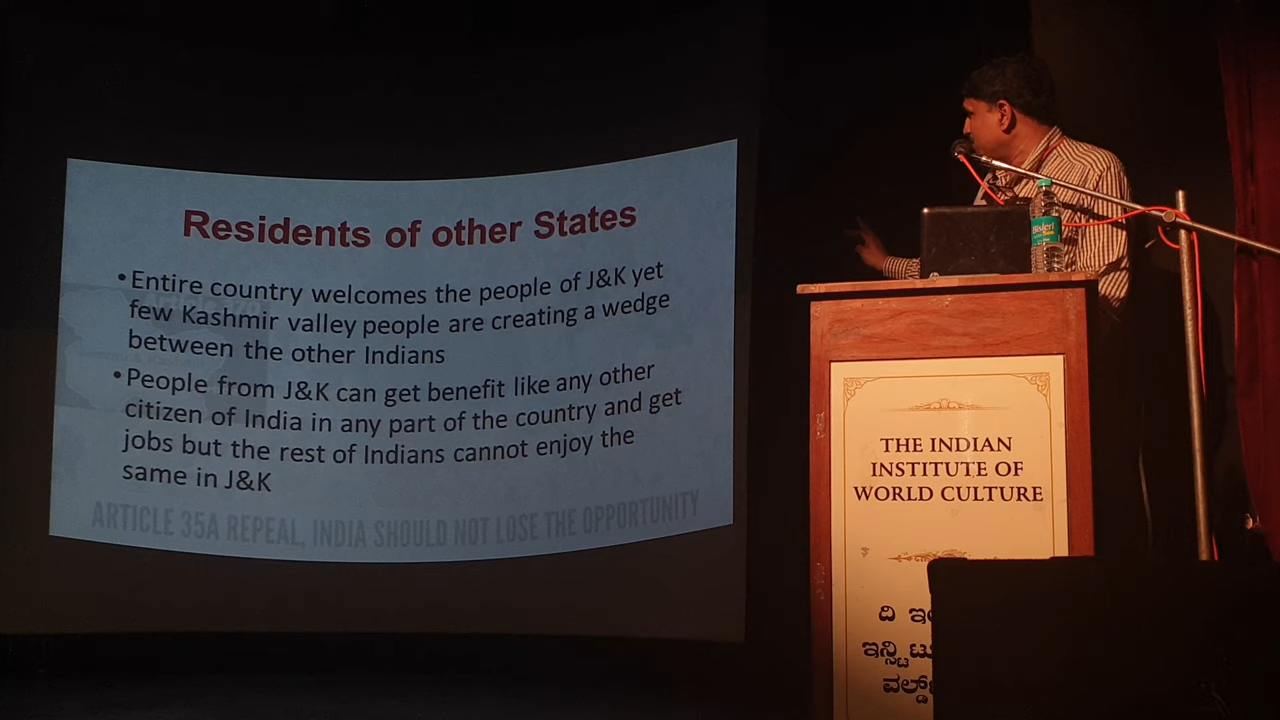 Residents of other States
•Entire country welcomes the people of J&K yet
few Kashmir valley people are creating a wedge
between the other Indians
•People from J&K can get benefit like any other
citizen of India in any part of the country and get
jobs but the rest of Indians cannot enjoy the
same in J&K
ARTICLE 35A REPEAL, INDIA SHOULD NOT LOSE THE OPPORTUNITY
Bisleri
THE INDIAN
INSTITUTE OF
WORLD CULTURE
ದಿ